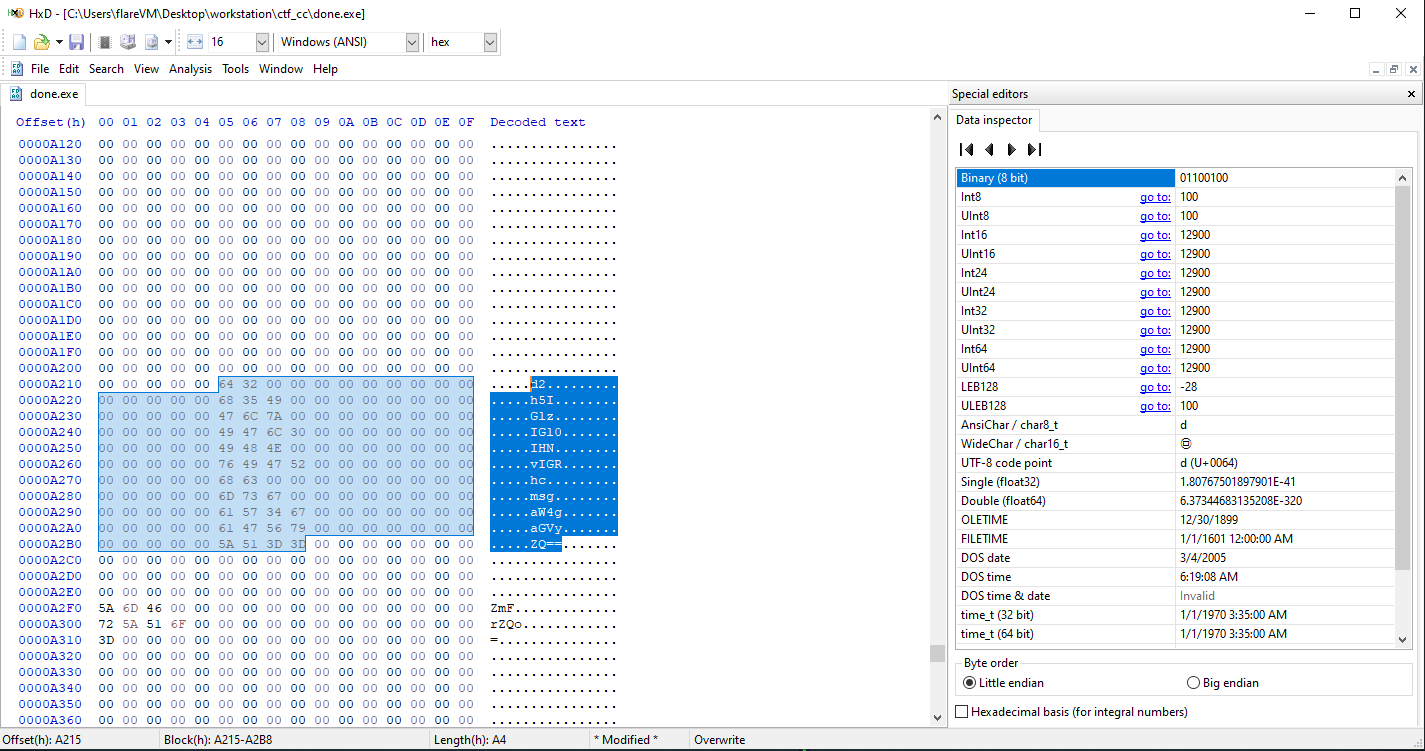 HxD - [C:\Users\flareVM\Desktop\workstation\ctf_cc\done.exe]
16 Windows (ANSI) hex
File Edit Search View Analysis Tools Window Help
done.exe
Offset(h) 00 01 02 03 04 05 06 07 08 09 0A 0B 0C 0D 0E 0F Decoded text
0000A120 00 00 00 00 00 00 00 00 00 00 00 00 00 00 00 00 ................
0000A130 00 00 00 00 00 00 00 00 00 00 00 00 00 00 00 00 ................
0000A140 00 00 00 00 00 00 00 00 00 00 00 00 00 00 00 00 ................
0000A150 00 00 00 00 00 00 00 00 00 00 00 00 00 00 00 00 ................
0000A160 00 00 00 00 00 00 00 00 00 00 00 00 00 00 00 00 ................
0000A170 00 00 00 00 00 00 00 00 00 00 00 00 00 00 00 00 ................
0000A180 00 00 00 00 00 00 00 00 00 00 00 00 00 00 00 00 ................
0000A190 00 00 00 00 00 00 00 00 00 00 00 00 00 00 00 00 ................
0000A1A0 00 00 00 00 00 00 00 00 00 00 00 00 00 00 00 00 ................
0000A1B0 00 00 00 00 00 00 00 00 00 00 00 00 00 00 00 00 ................
0000A1C0 00 00 00 00 00 00 00 00 00 00 00 00 00 00 00 00 ................
0000A1D0 00 00 00 00 00 00 00 00 00 00 00 00 00 00 00 00 ................
0000A1E0 00 00 00 00 00 00 00 00 00 00 00 00 00 00 00 00 ................
0000A1F0 00 00 00 00 00 00 00 00 00 00 00 00 00 00 00 00 ................
0000A200 00 00 00 00 00 00 00 00 00 00 00 00 00 00 00 00 ................
0000A210 00 00 00 00 00 64 32 00 00 00 00 00 00 00 00 00 .....d2.........
0000A220 00 00 00 00 00 68 35 49 00 00 00 00 00 00 00 00 .....h5I........
0000A230 00 00 00 00 00 47 6C 7A 00 00 00 00 00 00 00 00 .....Glz........
0000A240 00 00 00 00 00 49 47 6C 30 00 00 00 00 00 00 00 .....IGl0.......
0000A250 00 00 00 00 00 49 48 4E 00 00 00 00 00 00 00 00 .....IHN........
0000A260 00 00 00 00 00 76 49 47 52 00 00 00 00 00 00 00 .....vIGR.......
0000A270 00 00 00 00 00 68 63 00 00 00 00 00 00 00 00 00 .....hc.........
0000A280 00 00 00 00 00 6D 73 67 00 00 00 00 00 00 00 00 .....msg........
0000A290 00 00 00 00 00 61 57 34 67 00 00 00 00 00 00 00 .....aW4g.......
0000A2A0 00 00 00 00 00 61 47 56 79 00 00 00 00 00 00 00 .....aGVy.......
0000A2B0 00 00 00 00 00 5A 51 3D 3D 00 00 00 00 00 00 00 .....ZQ==.......
0000A2C0 00 00 00 00 00 00 00 00 00 00 00 00 00 00 00 00 ................
0000A2D0 00 00 00 00 00 00 00 00 00 00 00 00 00 00 00 00 ................
0000A2E0 00 00 00 00 00 00 00 00 00 00 00 00 00 00 00 00 ................
0000A2F0 5A 6D 46 00 00 00 00 00 00 00 00 00 00 00 00 00 ZmF.............
0000A300 72 5A 51 6F 00 00 00 00 00 00 00 00 00 00 00 00 rZQo............
0000A310 3D 00 00 00 00 00 00 00 00 00 00 00 00 00 00 00 =...............
0000A320 00 00 00 00 00 00 00 00 00 00 00 00 00 00 00 00 ................
0000A330 00 00 00 00 00 00 00 00 00 00 00 00 00 00 00 00 ................
0000A340 00 00 00 00 00 00 00 00 00 00 00 00 00 00 00 00 ................
0000A350 00 00 00 00 00 00 00 00 00 00 00 00 00 00 00 00 ................
0000A360 00 00 00 00 00 00 00 00 00 00 00 00 00 00 00 00 ................
Special editors
Data inspector
Binary (8 bit) 01100100
Int8 go to: 100
UInt8 go to: 100
Int16 go to: 12900
UInt16 go to: 12900
Int24 go to: 12900
UInt24 go to: 12900
Int32 go to: 12900
UInt32 go to: 12900
Int64 go to: 12900
UInt64 go to: 12900
LEB128 go to: -28
ULEB128 go to: 100
AnsiChar / char8_t d
WideChar / char16_t ㉤
UTF-8 code point d (U+0064)
Single (float32) 1.80767501897901E-41
Double (float64) 6.37344683135208E-320
OLETIME 12/30/1899
FILETIME 1/1/1601 12:00:00 AM
DOS date 3/4/2005
DOS time 6:19:08 AM
DOS time & date Invalid
time_t (32 bit) 1/1/1970 3:35:00 AM
time_t (64 bit) 1/1/1970 3:35:00 AM
Byte order
Little endian Big endian
Hexadecimal basis (for integral numbers)
Offset(h): A215 Block(h): A215-A2B8 Length(h): A4 * Modified * Overwrite